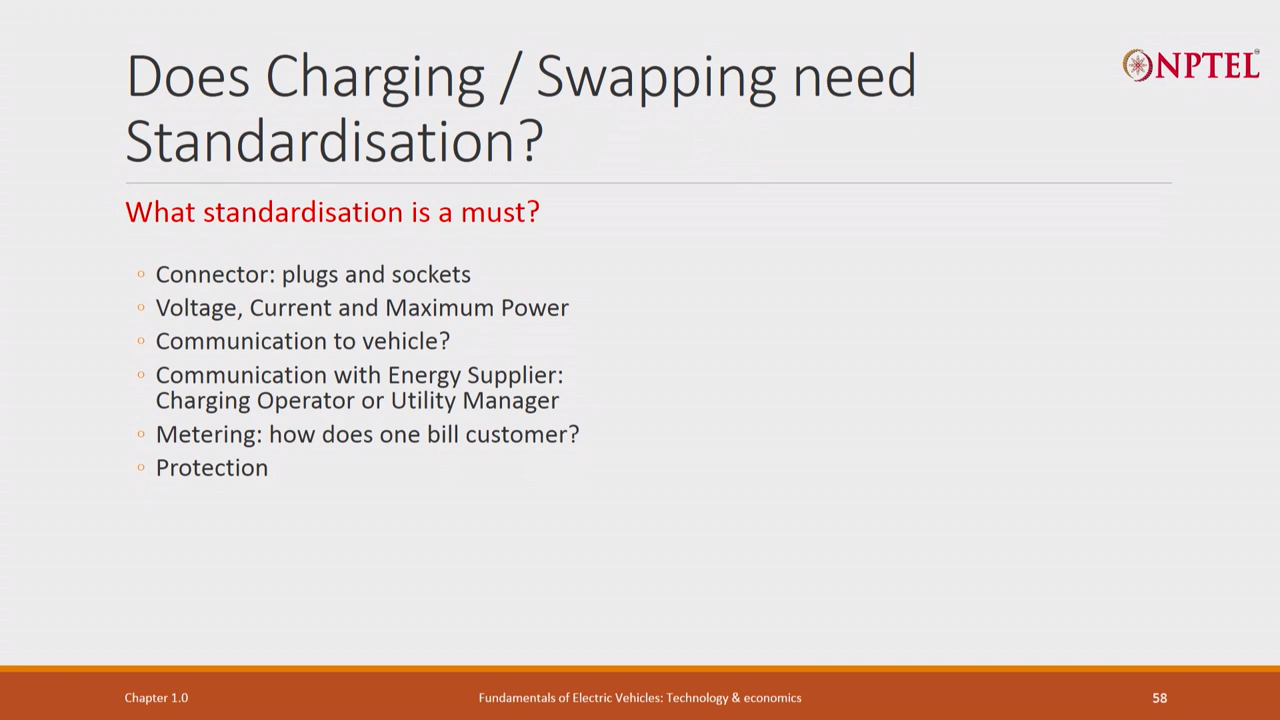 Does Charging / Swapping need
Standardisation?
NPTEL
What standardisation is a must?
◦ Connector: plugs and sockets
◦ Voltage, Current and Maximum Power
◦ Communication to vehicle?
◦ Communication with Energy Supplier:
Charging Operator or Utility Manager
◦ Metering: how does one bill customer?
◦ Protection
Chapter 1.0
Fundamentals of Electric Vehicles: Technology & economics
58